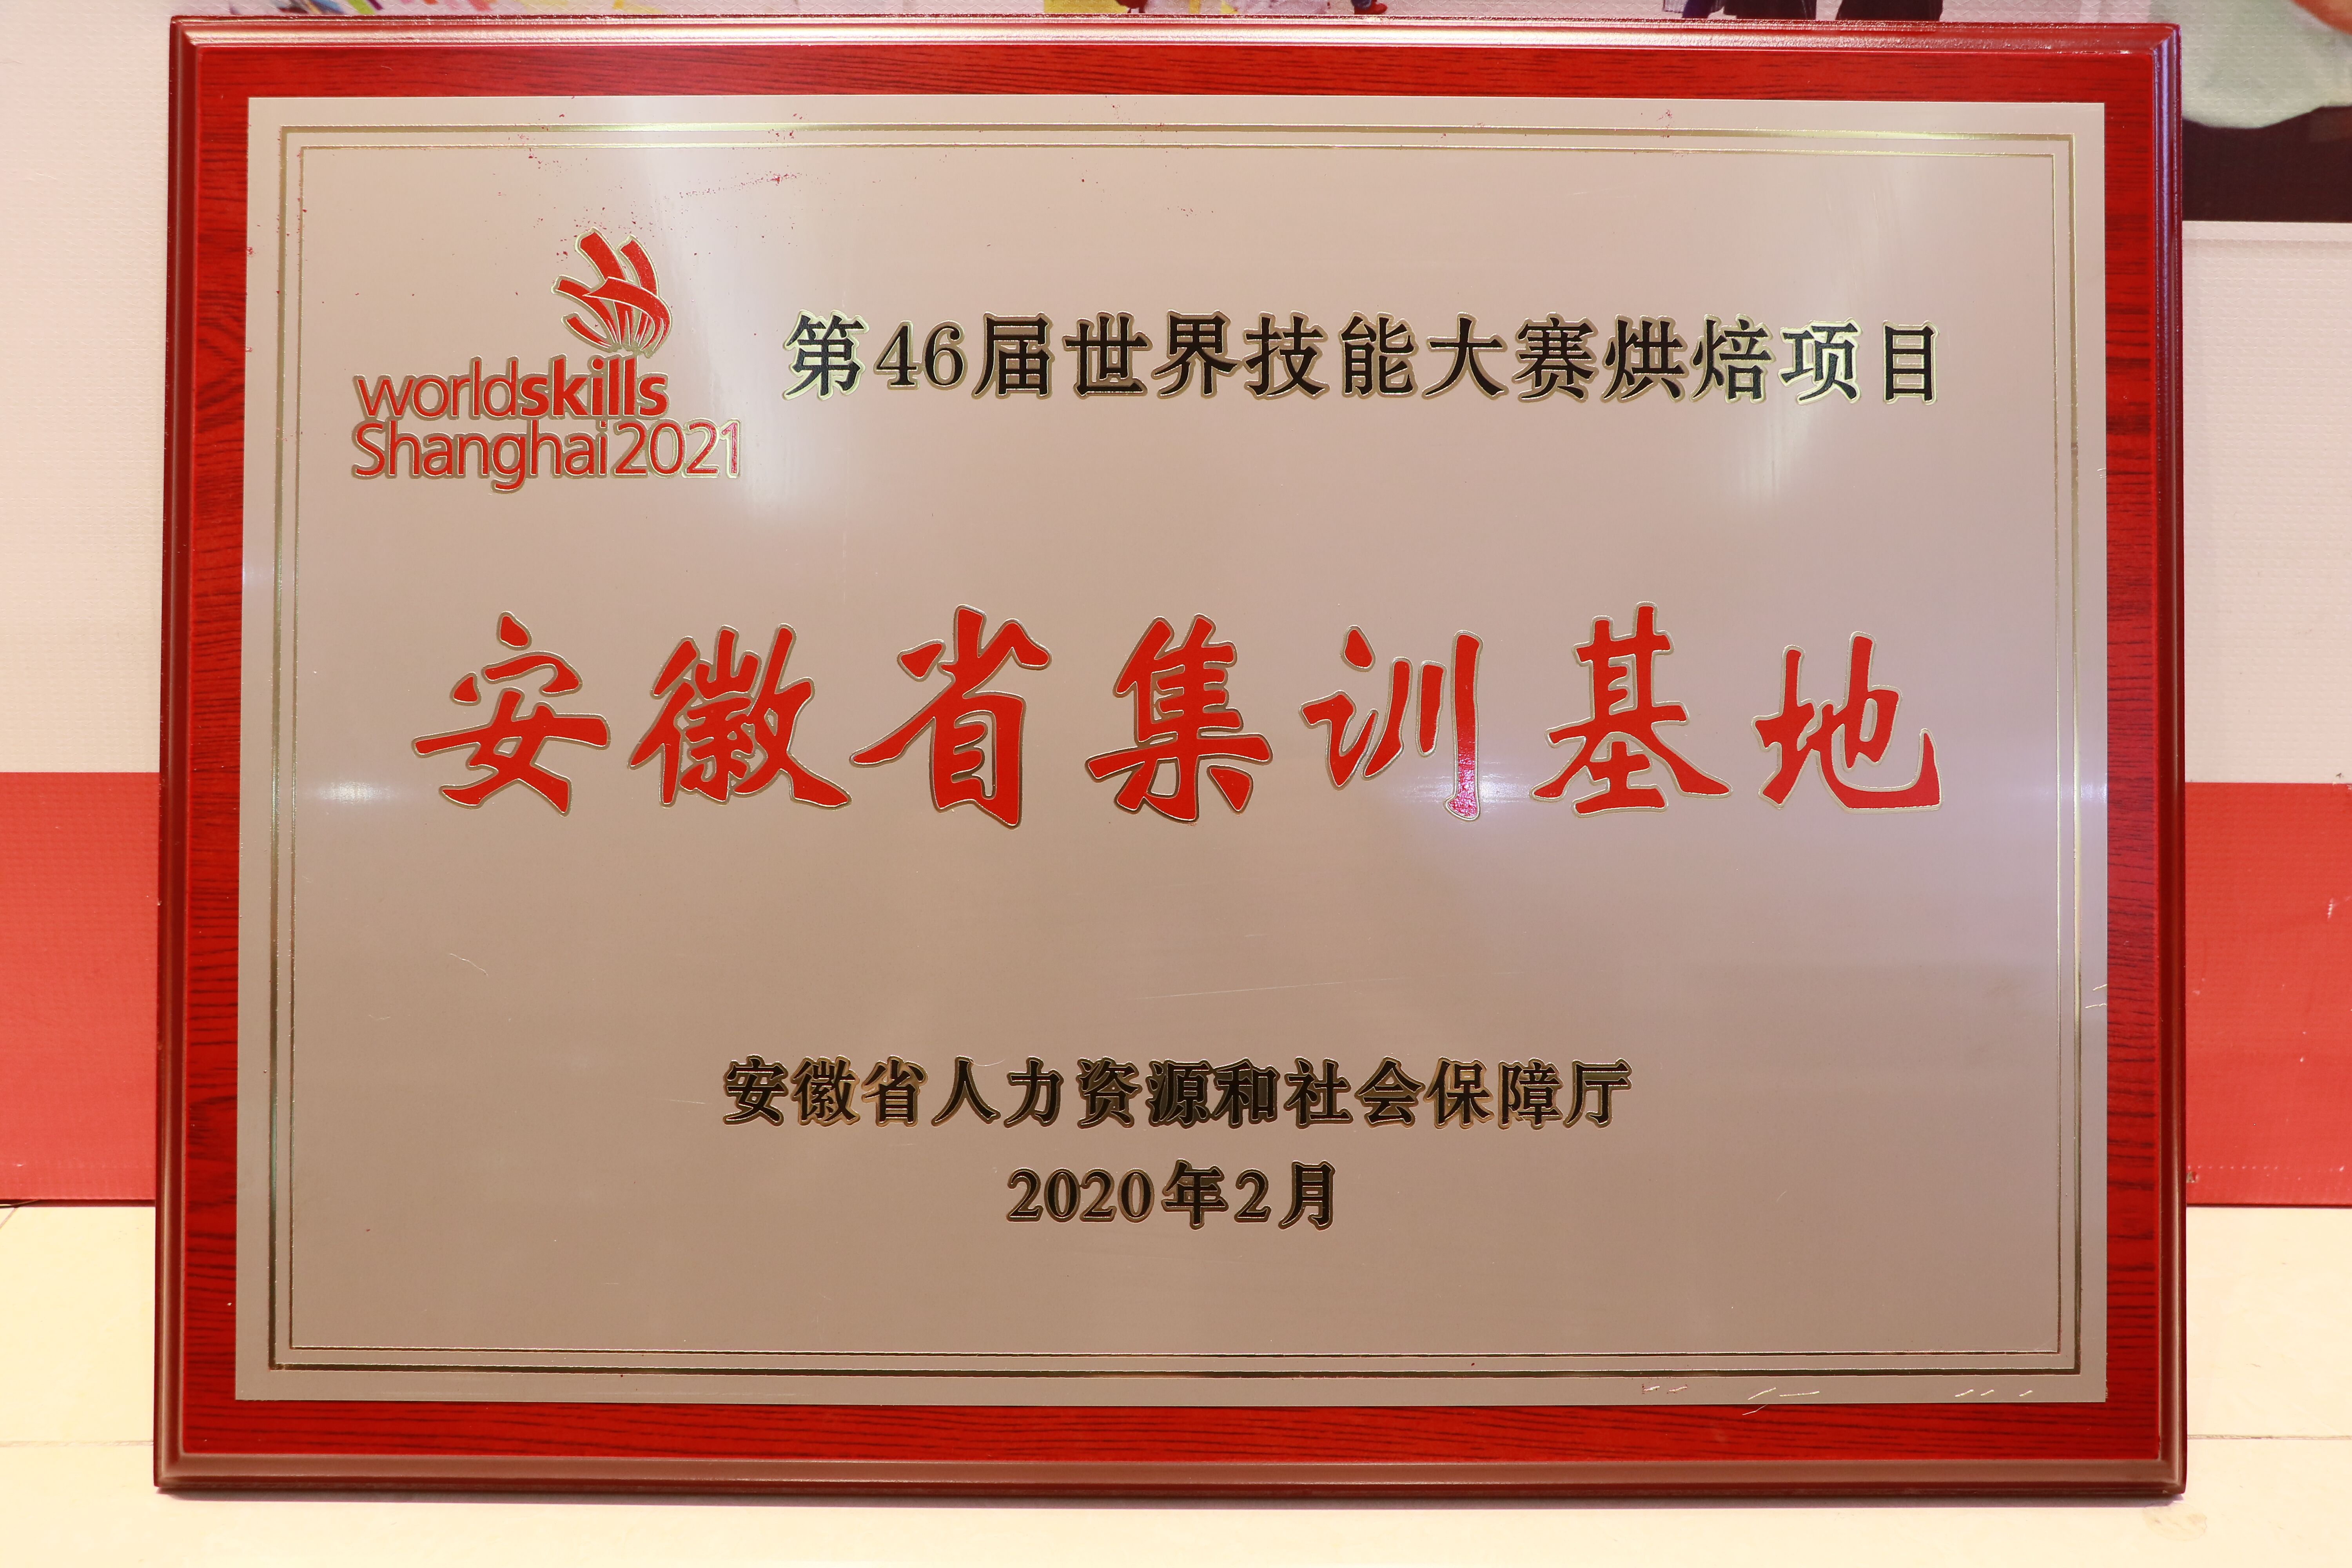 worldskills
Shanghai2021
第46届世界技能大赛烘焙项目
安徽省集训基地
安徽省人力资源和社会保障厅
2020年2月